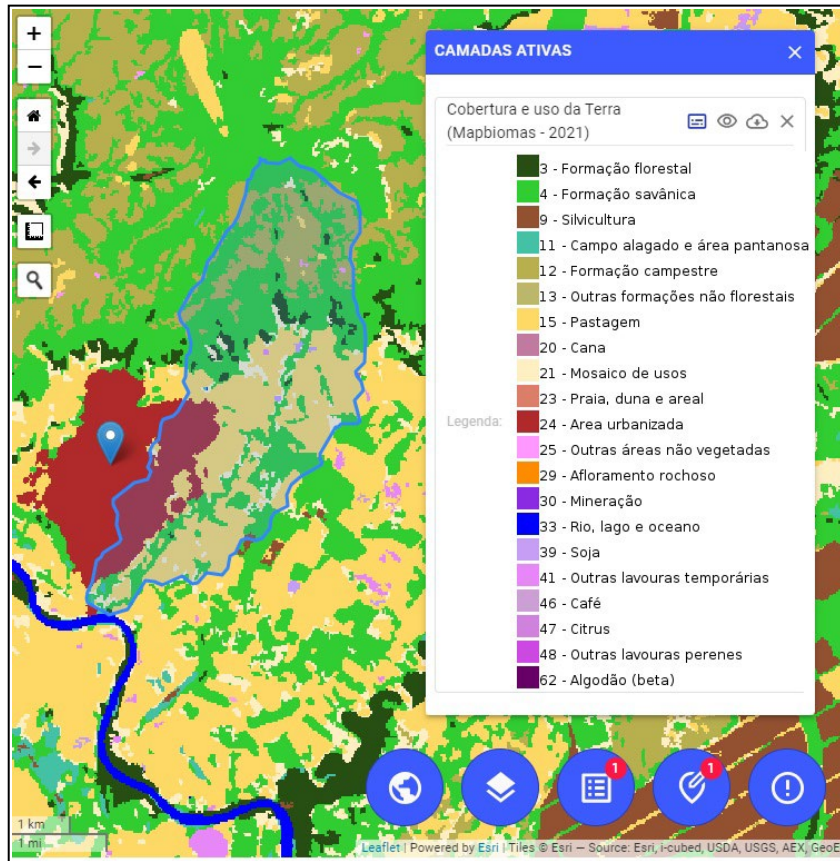 +
−
CAMADAS ATIVAS
Cobertura e uso da Terra
(Mapbiomas - 2021)
Legenda:
3 - Formação florestal
4 - Formação savânica
9 - Silvicultura
11 - Campo alagado e área pantanosa
12 - Formação campestre
13 - Outras formações não florestais
15 - Pastagem
20 - Cana
21 - Mosaico de usos
23 - Praia, duna e areal
24 - Area urbanizada
25 - Outras áreas não vegetadas
29 - Afloramento rochoso
30 - Mineração
33 - Rio, lago e oceano
39 - Soja
41 - Outras lavouras temporárias
46 - Café
47 - Citrus
48 - Outras lavouras perenes
62 - Algodão (beta)
1
1
1 km
1 mi
Leaflet | Powered by Esri | Tiles © Esri — Source: Esri, i-cubed, USDA, USGS, AEX, Geo